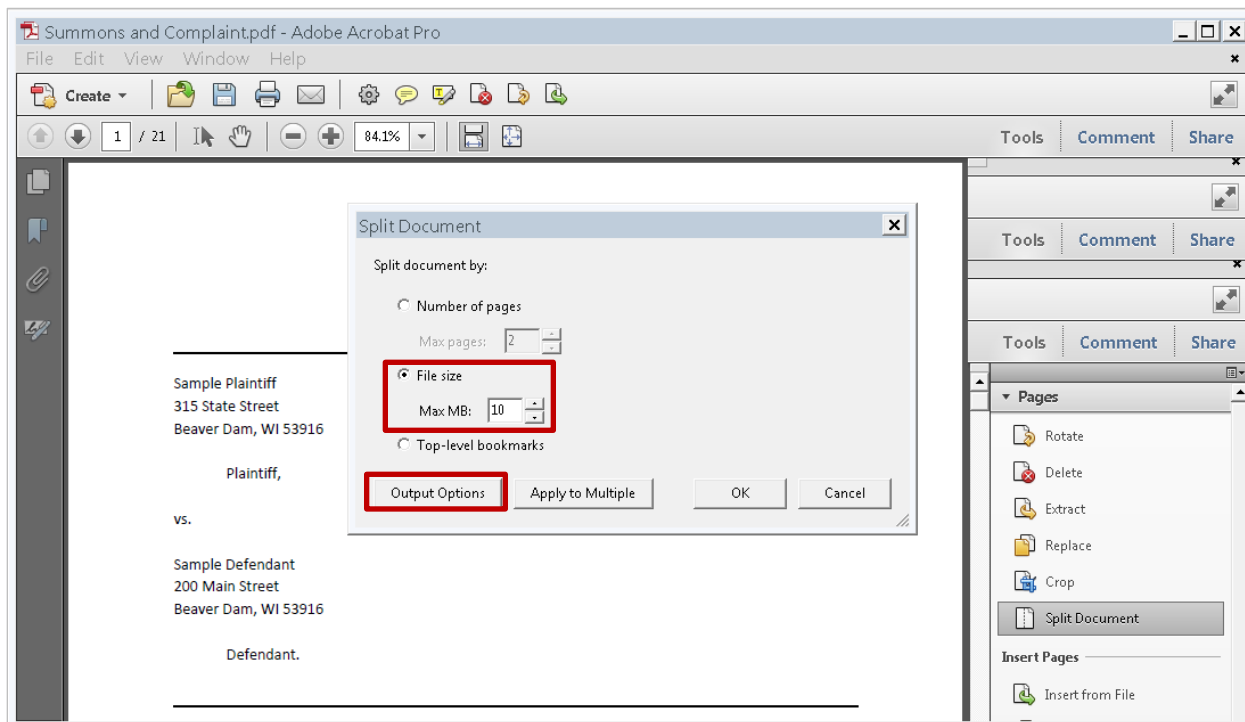 Summons and Complaint.pdf - Adobe Acrobat Pro
File Edit View Window Help
Create
1 / 21 84.1% Tools Comment Share
Tools Comment Share
Tools Comment Share
Split Document
Split document by:
Number of pages
Max pages: 2
File size
Max MB: 10
Top-level bookmarks
Output Options Apply to Multiple OK Cancel
Sample Plaintiff
315 State Street
Beaver Dam, WI 53916
Plaintiff,
vs.
Sample Defendant
200 Main Street
Beaver Dam, WI 53916
Defendant.
Pages
Rotate
Delete
Extract
Replace
Crop
Split Document
Insert Pages
Insert from File